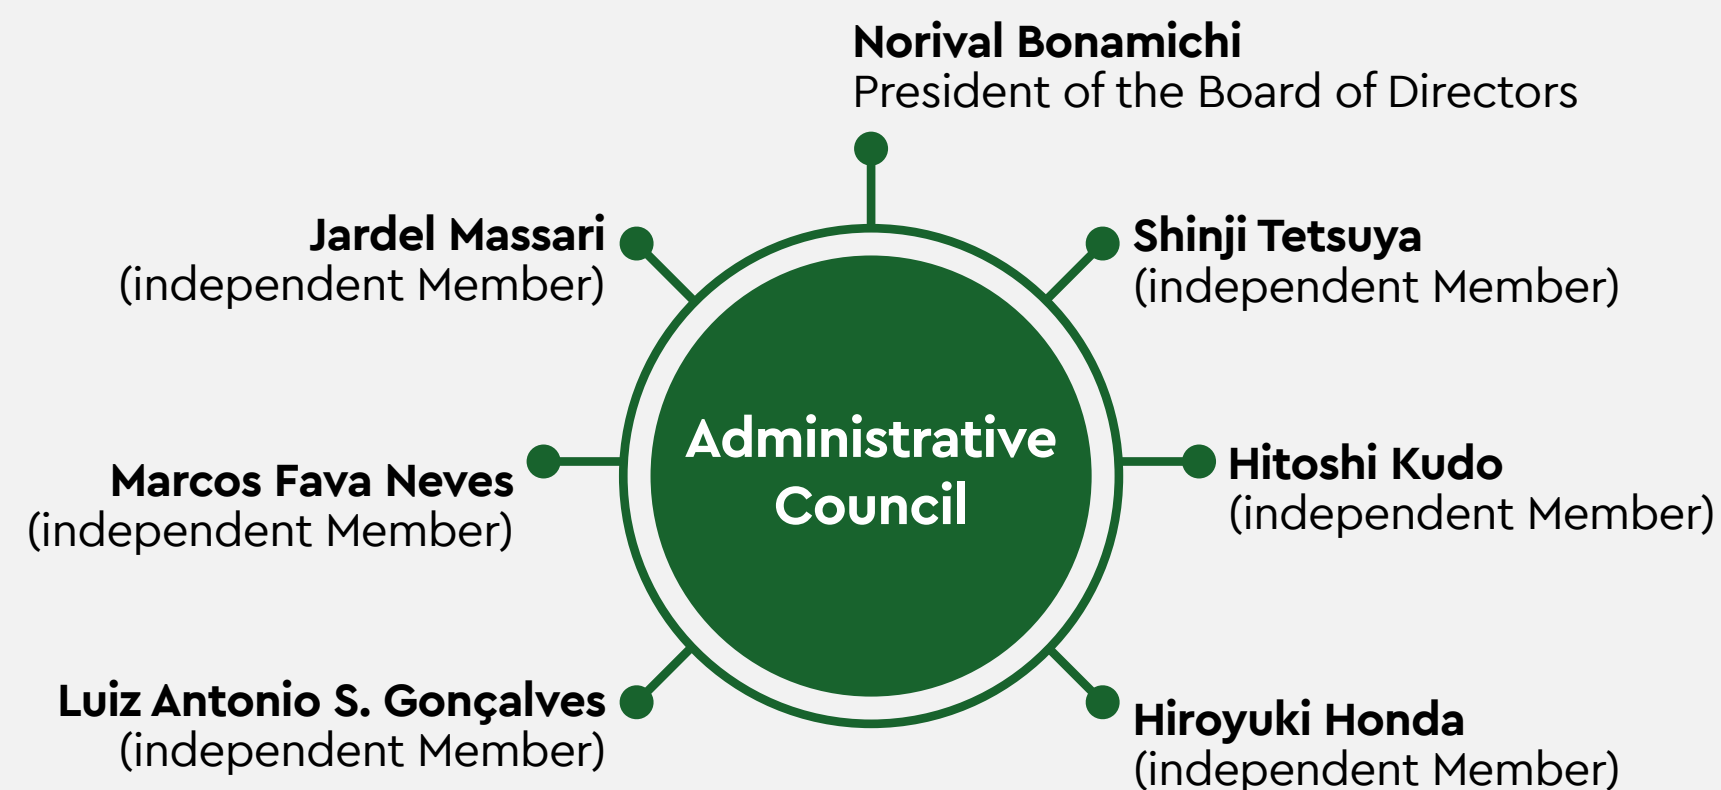 Norival Bonamichi
President of the Board of Directors
Jardel Massari
(independent Member)
Shinji Tetsuya
(independent Member)
Administrative
Council
Marcos Fava Neves
(independent Member)
Hitoshi Kudo
(independent Member)
Luiz Antonio S. Gonçalves
(independent Member)
Hiroyuki Honda
(independent Member)